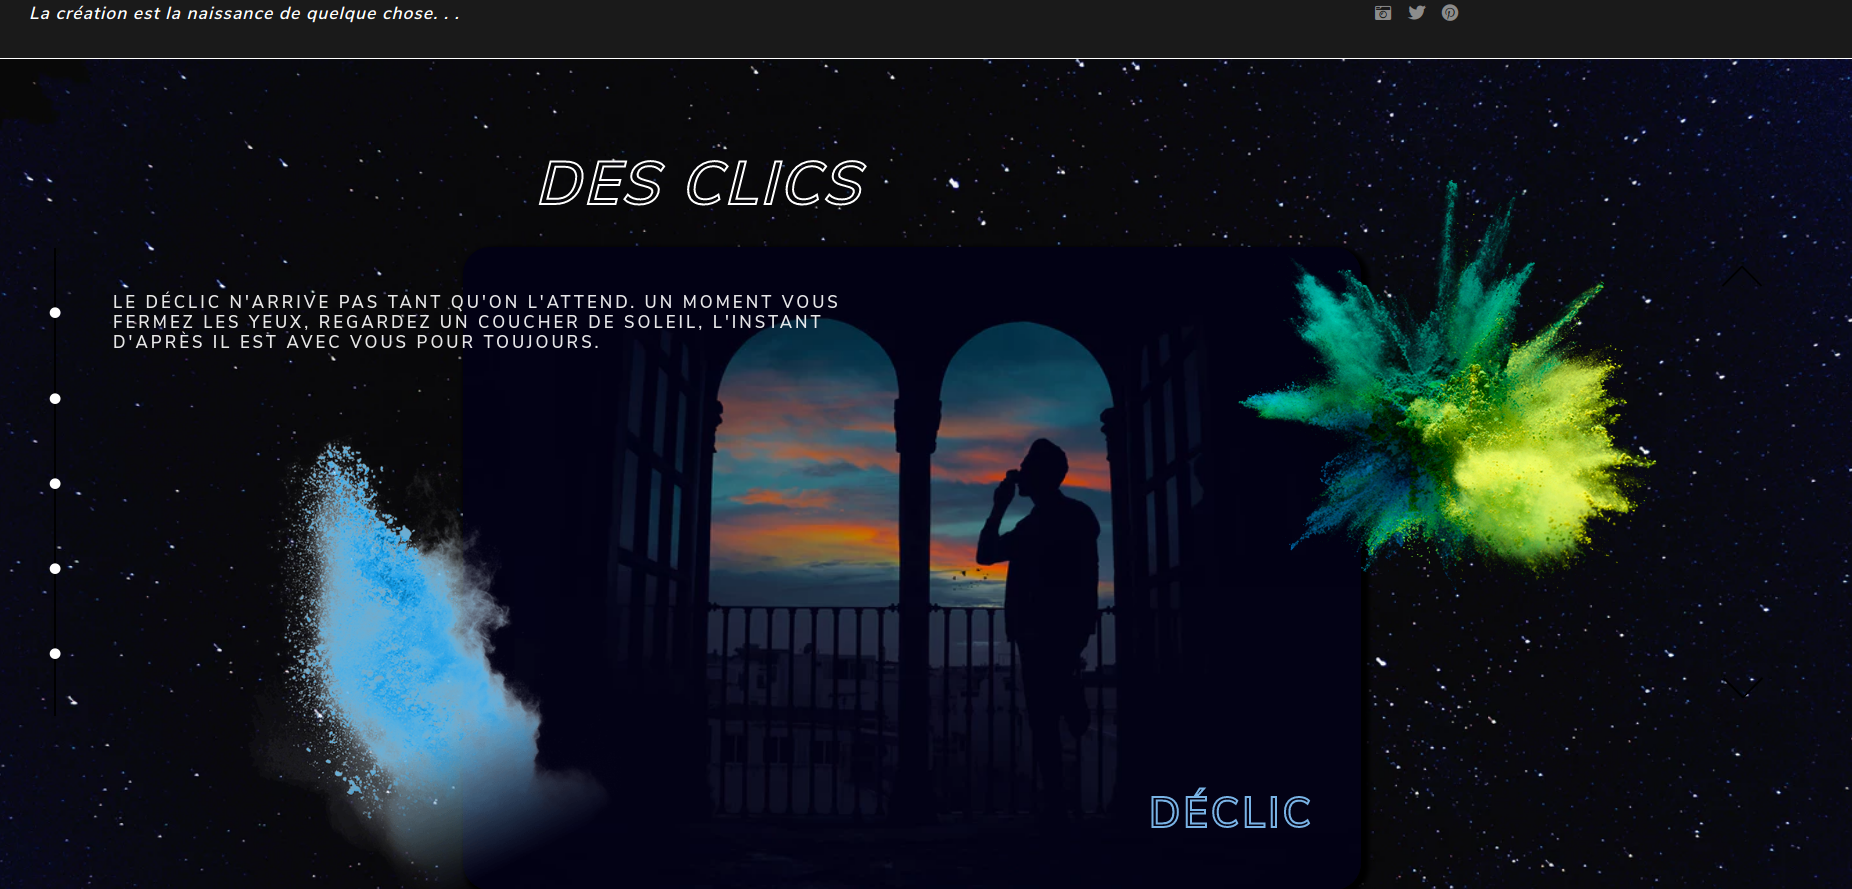 La création est la naissance de quelque chose. . .
DES CLICS
LE DÉCLIC N'ARRIVE PAS TANT QU'ON L'ATTEND. UN MOMENT VOUS
FERMEZ LES YEUX, REGARDEZ UN COUCHER DE SOLEIL, L'INSTANT
D'APRÈS IL EST AVEC VOUS POUR TOUJOURS.
DÉCLIC